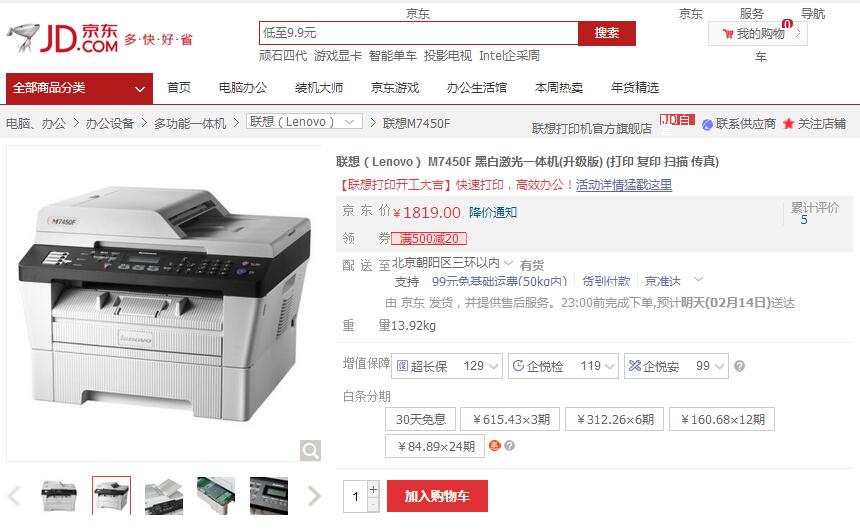 京东
京东
服务
导航
JD京东
.COM
多·快·好·省
低至9.9元
搜索
我的购物
0
车
顽石四代 游戏显卡 智能单车 投影电视 Intel企采周
全部商品分类
首页
电脑办公
装机大师
京东游戏
办公生活馆
本周热卖
年货精选
电脑、办公 > 办公设备 > 多功能一体机 > 联想（Lenovo） > 联想M7450F
联想打印机官方旗舰店
JD自
联系供应商
关注店铺
联想（Lenovo）M7450F 黑白激光一体机(升级版) (打印 复印 扫描 传真)
【联想打印开工大吉】快速打印，高效办公！活动详情猛戳这里
京东价
￥1819.00
降价通知
累计评价
5
领 券
满500减20
配送至
北京朝阳区三环以内
有货
支持
99元免基础运费(50kg内)
货到付款
京准达
由 京东 发货，并提供售后服务。23:00前完成下单,预计明天(02月14日)送达
重 量
13.92kg
增值保障
超长保 129
企悦检 119
企悦安 99
?
白条分期
30天免息
￥615.43×3期
￥312.26×6期
￥160.68×12期
￥84.89×24期
?
M7450F
lenovo
1
+
-
加入购物车